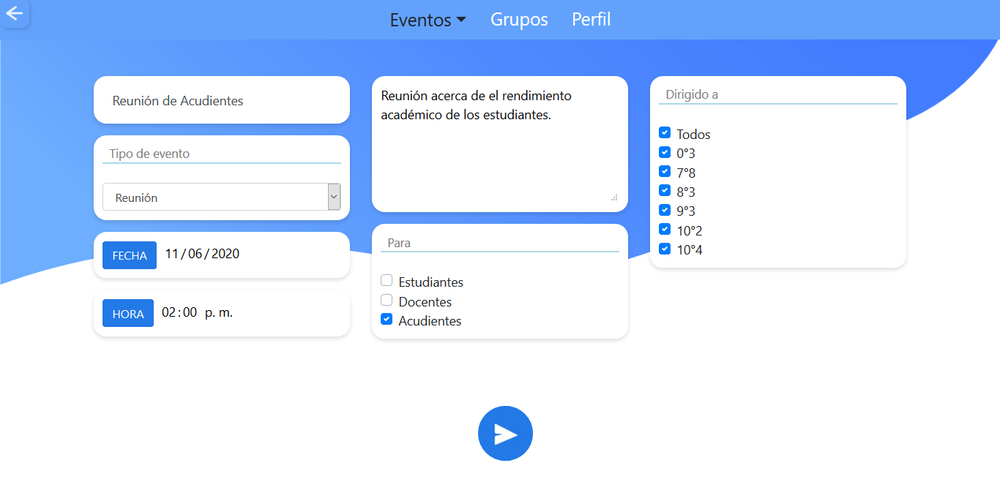 Eventos Grupos Perfil
Reunión de Acudientes
Tipo de evento
Reunión
FECHA 11/06/2020
HORA 02:00 p. m.
Reunión acerca de el rendimiento
académico de los estudiantes.
Para
Estudiantes
Docentes
Acudientes
Dirigido a
Todos
0°3
7°8
8°3
9°3
10°2
10°4